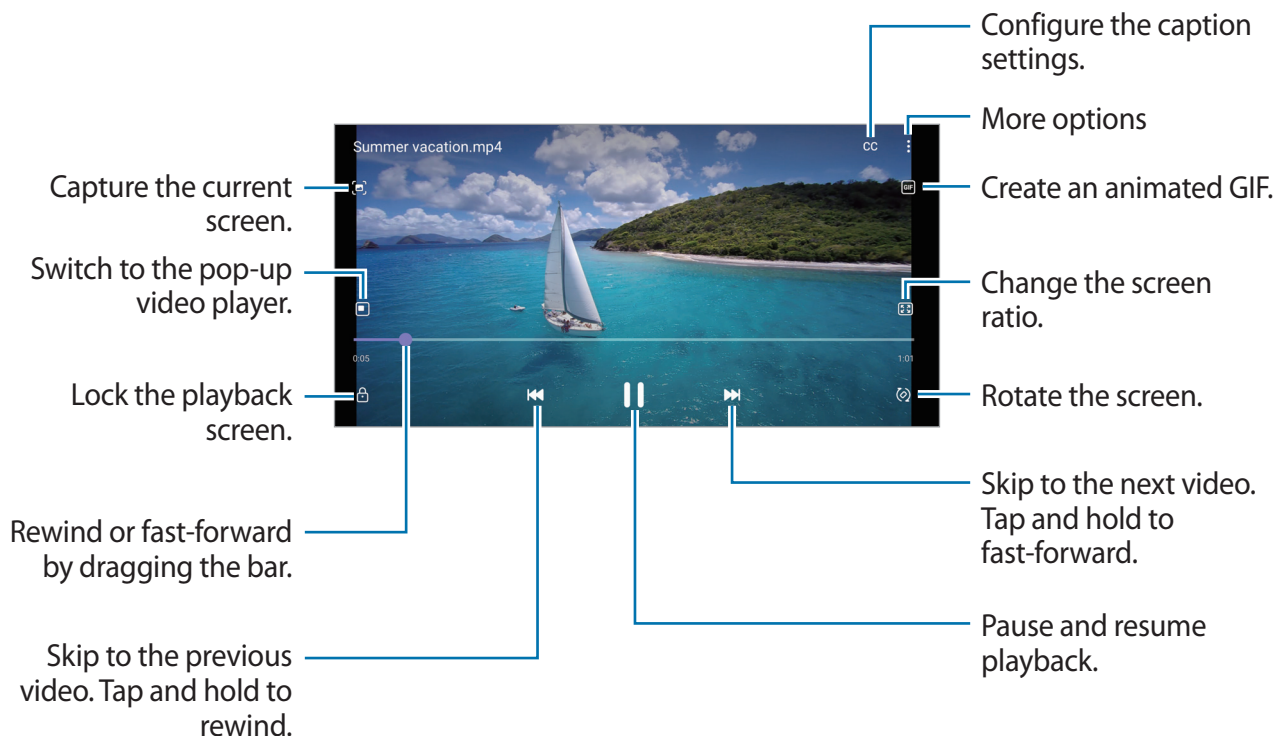 Configure the caption
settings.
More options
Summer vacation.mp4
CC
Capture the current
screen.
GIF
Create an animated GIF.
Switch to the pop-up
video player.
Change the screen
ratio.
0:05
1:01
Lock the playback
screen.
Rotate the screen.
Skip to the next video.
Tap and hold to
fast-forward.
Rewind or fast-forward
by dragging the bar.
Pause and resume
playback.
Skip to the previous
video. Tap and hold to
rewind.